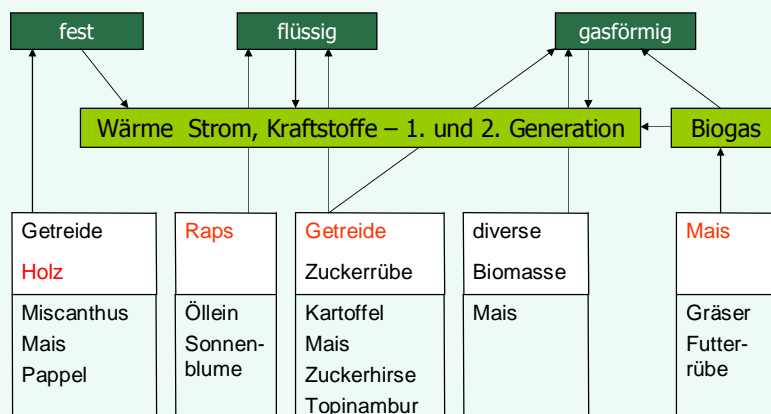 fest
flüssig
gasförmig
Wärme Strom, Kraftstoffe – 1. und 2. Generation
Biogas
Getreide
Holz
Miscanthus
Mais
Pappel
Raps
Öllein
Sonnen-
blume
Getreide
Zuckerrübe
Kartoffel
Mais
Zuckerhirse
Topinambur
diverse
Biomasse
Mais
Mais
Gräser
Futter-
rübe